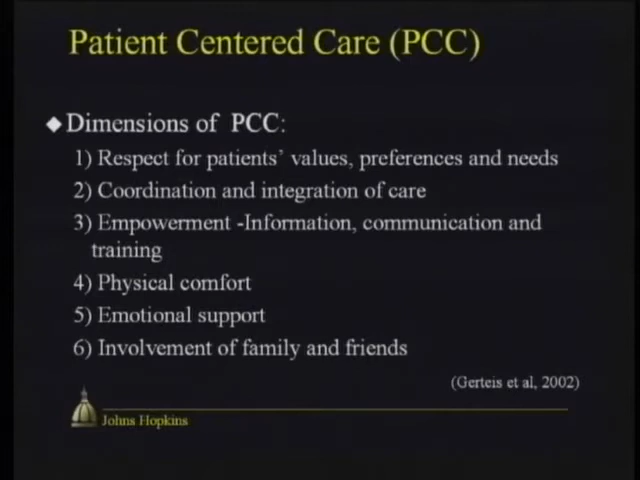 Patient Centered Care (PCC)
Dimensions of PCC:
1) Respect for patients' values, preferences and needs
2) Coordination and integration of care
3) Empowerment -Information, communication and
training
4) Physical comfort
5) Emotional support
6) Involvement of family and friends
(Gerteis et al, 2002)
Johns Hopkins